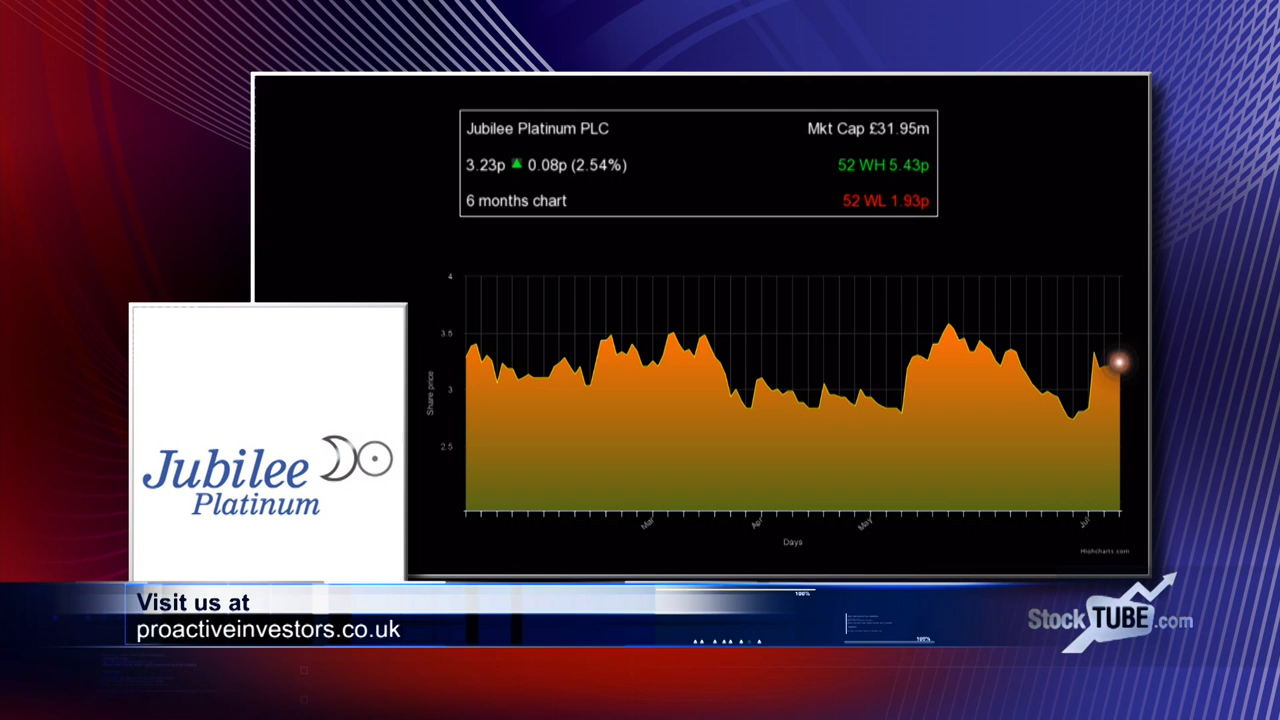 Jubilee Platinum PLC
Mkt Cap £31.95m
3.23p 0.08p (2.54%)
52 WH 5.43p
6 months chart
52 WL 1.93p
4
3.5
3
2.5
Share price
Mar
Apr
May
Jul
Days
Highcharts.com
Jubilee
Platinum
Visit us at
proactiveinvestors.co.uk
100%
100%
StockTUBE.com